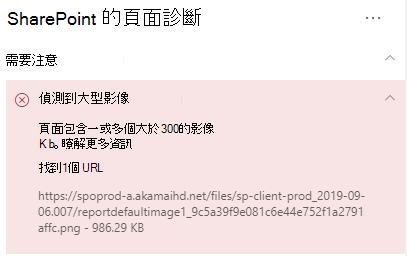 SharePoint 的頁面診斷
需要注意
偵測到大型影像
頁面包含一或多個大於 300的影像
Kb。瞭解更多資訊
找到1個 URL
https://spoprod-a.akamaihd.net/files/sp-client-prod_2019-09-
06.007/reportdefaultimage1_9c5a39f9e081c6e44e752f1a2791
affc.png - 986.29 KB